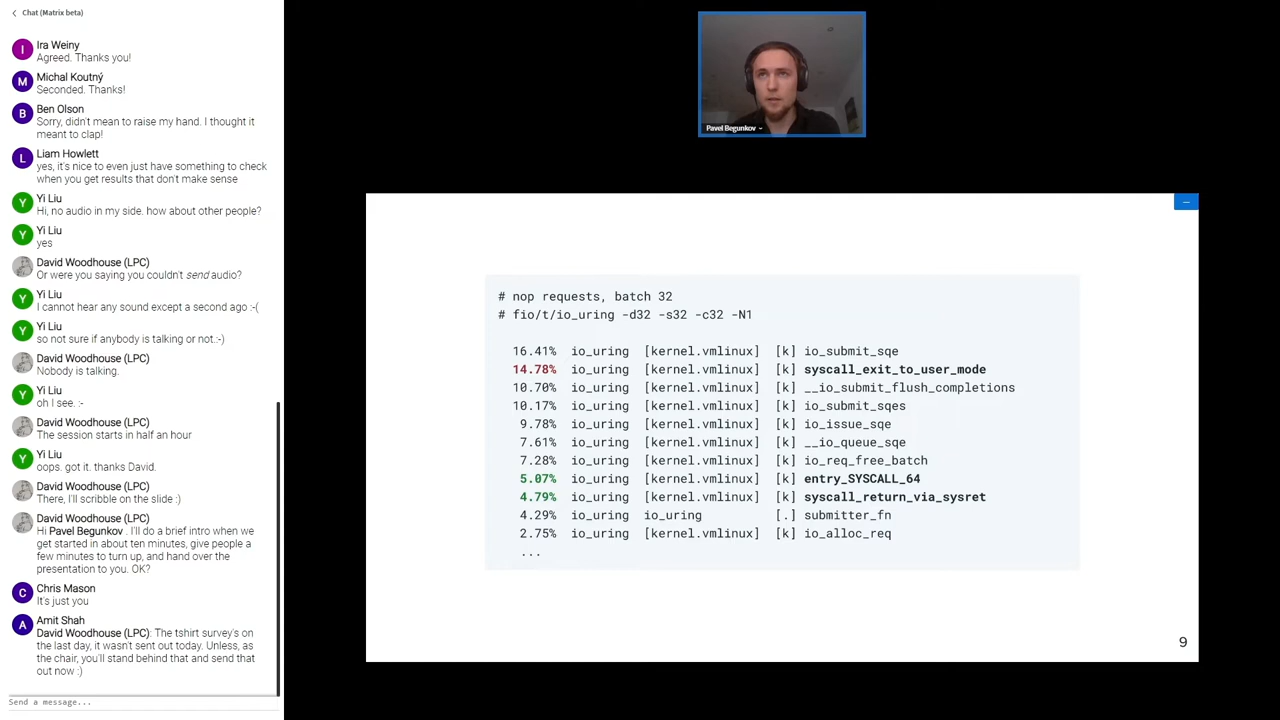 Chat (Matrix beta)
I
Ira Weiny
Agreed. Thank you!
M
Michal Koutný
Seconded. Thanks!
B
Ben Olson
Sorry, didn't mean to raise my hand. I thought it
meant to clap!
L
Liam Howlett
yes, it's nice to even just have something to check
when you get results that don't make sense
Y
Yi Liu
Hi, no audio in my side. how about other people?
Y
Yi Liu
yes
David Woodhouse (LPC)
Or were you saying you couldn't send audio?
Y
Yi Liu
I cannot hear any sound except a second ago :-(
Y
Yi Liu
so not sure if anybody is talking or not.:-)
David Woodhouse (LPC)
Nobody is talking.
Y
Yi Liu
oh I see. :-
David Woodhouse (LPC)
The session starts in half an hour
Y
Yi Liu
oops. got it. thanks David.
David Woodhouse (LPC)
There, I'll scribble on the slide :)
David Woodhouse (LPC)
Hi Pavel Begunkov . I'll do a brief intro when we
get started in about ten minutes, give people a
few minutes to turn up, and hand over the
presentation to you. OK?
C
Chris Mason
It's just you
A
Amit Shah
David Woodhouse (LPC): The tshirt survey's on
the last day, it wasn't sent out today. Unless, as
the chair, you'll stand behind that and send that
out now :)
Send a message...
Pavel Begunkov
# nop requests, batch 32
# fio/t/io_uring -d32 -s32 -c32 -N1
16.41% io_uring [kernel.vmlinux] [k] io_submit_sqe
14.78% io_uring [kernel.vmlinux] [k] syscall_exit_to_user_mode
10.70% io_uring [kernel.vmlinux] [k] __io_submit_flush_completions
10.17% io_uring [kernel.vmlinux] [k] io_submit_sqes
9.78% io_uring [kernel.vmlinux] [k] io_issue_sqe
7.61% io_uring [kernel.vmlinux] [k] __io_queue_sqe
7.28% io_uring [kernel.vmlinux] [k] io_req_free_batch
5.07% io_uring [kernel.vmlinux] [k] entry_SYSCALL_64
4.79% io_uring [kernel.vmlinux] [k] syscall_return_via_sysret
4.29% io_uring io_uring [.] submitter_fn
2.75% io_uring [kernel.vmlinux] [k] io_alloc_req
...
9